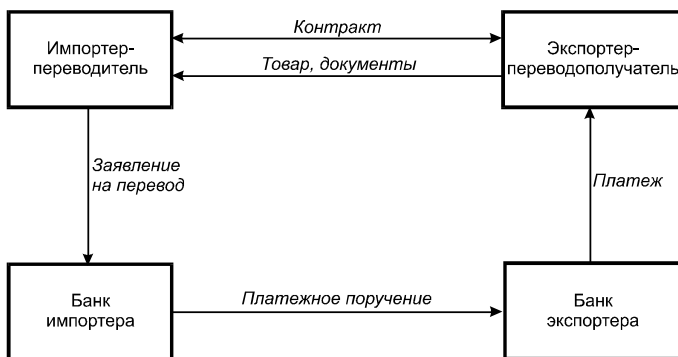 Импортер-
переводитель
Контракт
Товар, документы
Экспортер-
переводополучатель
Заявление
на перевод
Платеж
Банк
импортера
Платежное поручение
Банк
экспортера